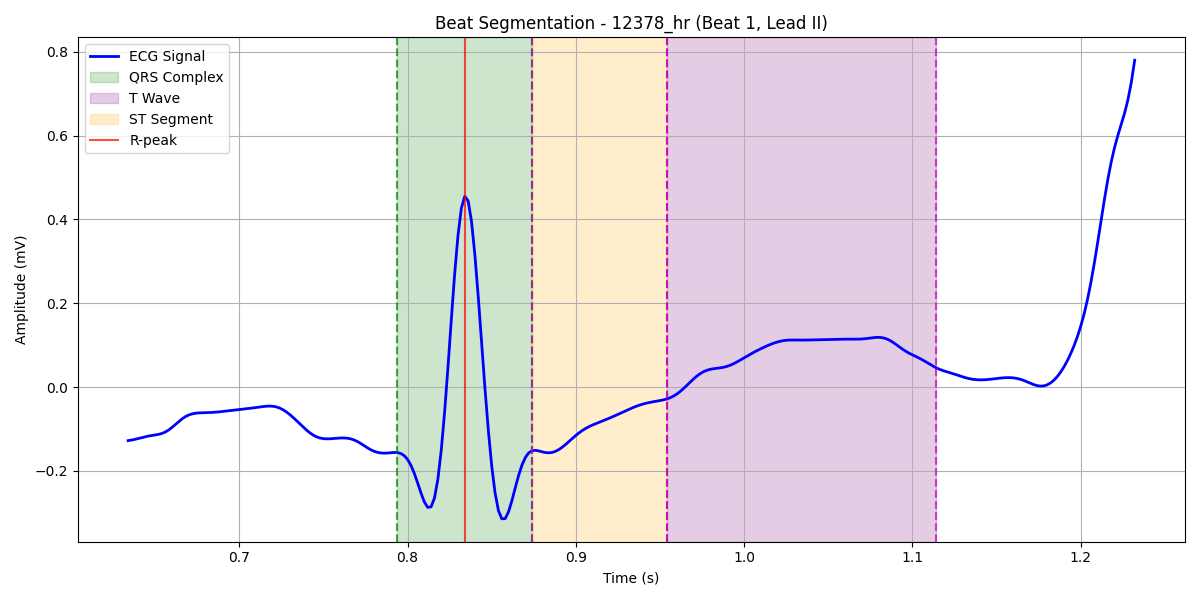 Beat Segmentation - 12378_hr (Beat 1, Lead II)
ECG Signal
QRS Complex
T Wave
ST Segment
R-peak
Amplitude (mV)
0.8
0.6
0.4
0.2
0.0
−0.2
0.7 0.8 0.9 1.0 1.1 1.2
Time (s)